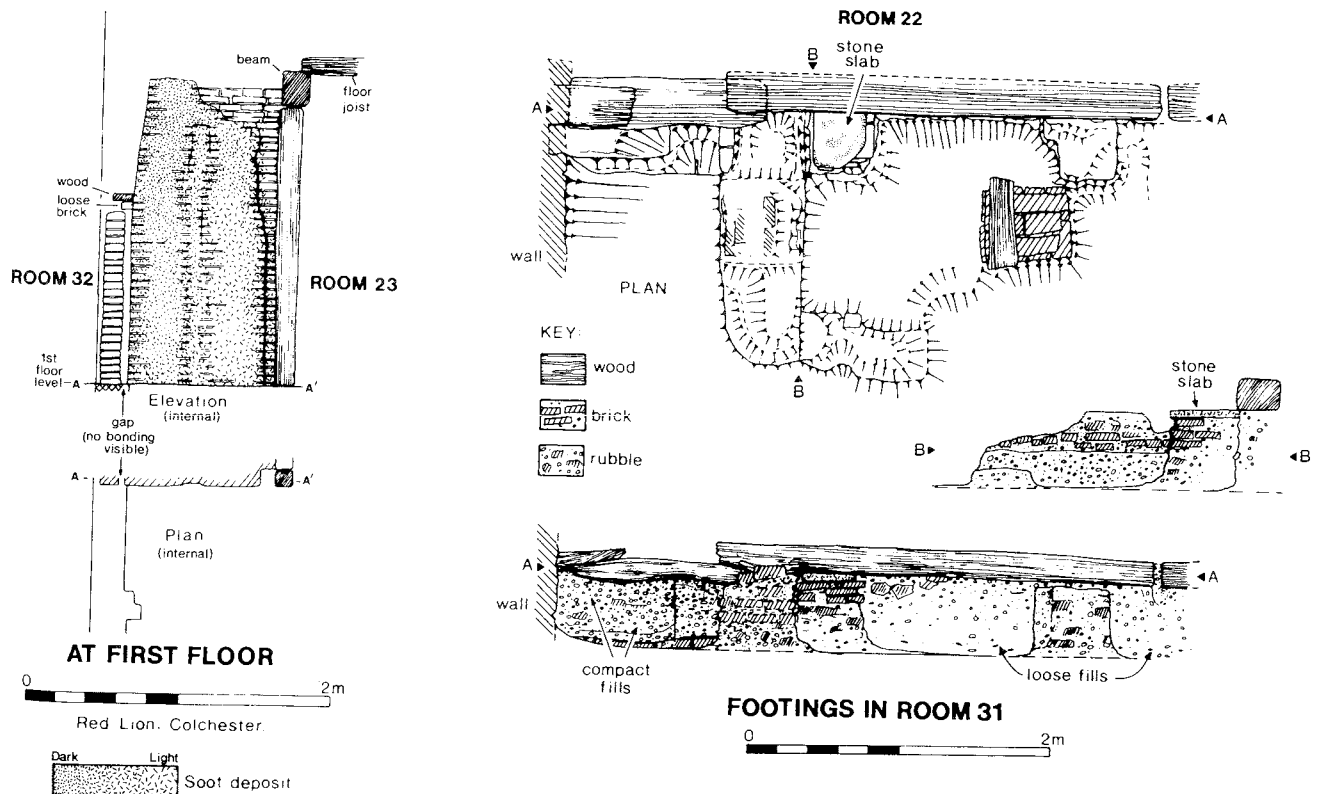 beam
floor
joist
wood
loose
brick
ROOM 32
ROOM 23
1st
floor
level
A
A'
Elevation
(internal)
gap
(no bonding
visible)
A
A'
Plan
(internal)
AT FIRST FLOOR
0 2m
Red Lion. Colchester.
Dark Light
Soot deposit
ROOM 22
B
stone
slab
A
A
wall
PLAN
KEY:
wood
brick
rubble
B
stone
slab
B
B
A
A
wall
compact
fills
loose fills
FOOTINGS IN ROOM 31
0 2m